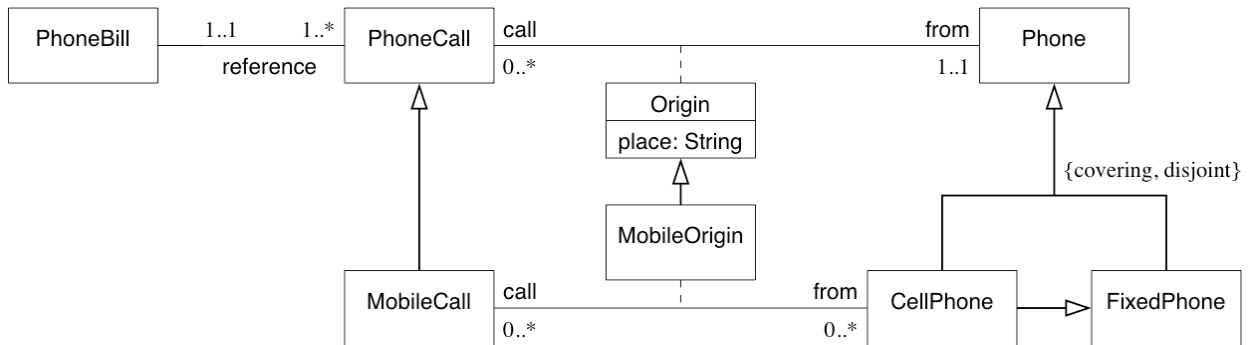 PhoneBill
1..1
1..*
reference
PhoneCall
call
0..*
from
1..1
Phone
Origin
place: String
{covering, disjoint}
MobileOrigin
MobileCall
call
0..*
from
0..*
CellPhone
FixedPhone